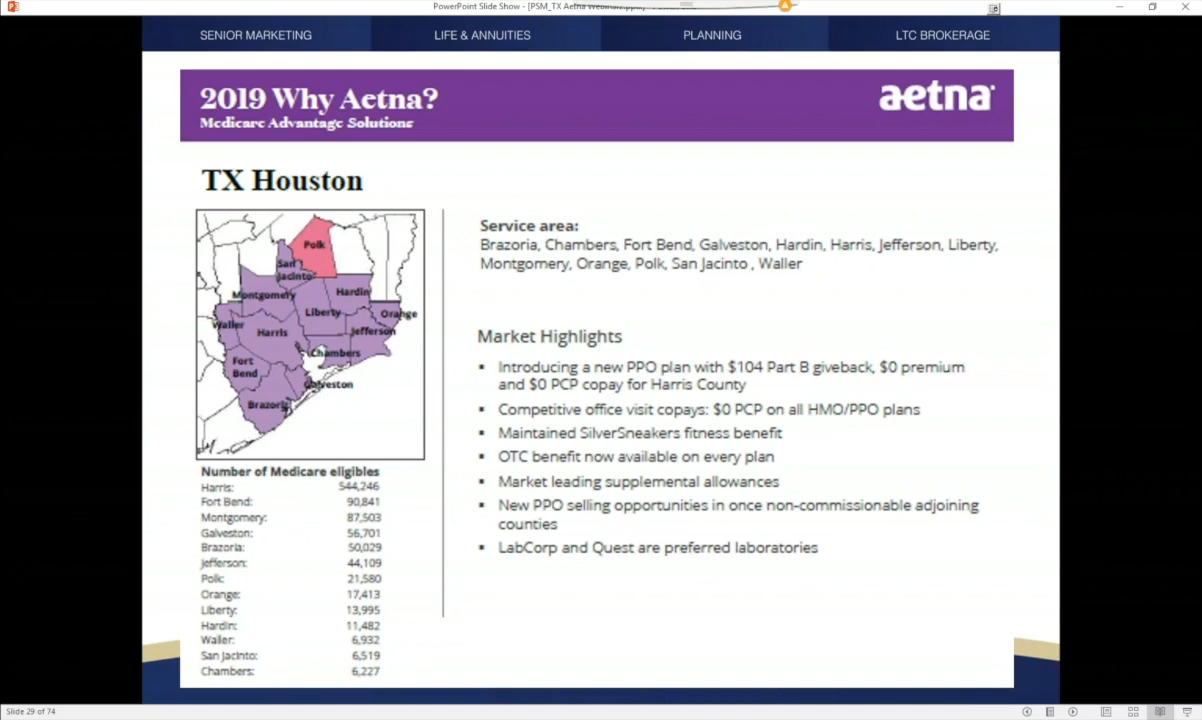 PowerPoint Slide Show - [PSM_TX Aetna
SENIOR MARKETING
LIFE & ANNUITIES
PLANNING
LTC BROKERAGE
2019 Why Aetna?
Medicare Advantage Solutions
aetna
TX Houston
Polk
San
Jacinto
Montgomery
Hardin
Liberty
Orange
Waller
Harris
Jefferson
Chambers
Fort
Bend
Galveston
Brazoria
Number of Medicare eligibles
Harris: 544,246
Fort Bend: 90,841
Montgomery: 87,503
Galveston: 56,701
Brazoria: 50,029
Jefferson: 44,109
Polk: 21,580
Orange: 17,413
Liberty: 13,995
Hardin: 11,482
Waller: 6,932
San Jacinto: 6,519
Chambers: 6,227
Service area:
Brazoria, Chambers, Fort Bend, Galveston, Hardin, Harris, Jefferson, Liberty,
Montgomery, Orange, Polk, San Jacinto , Waller
Market Highlights
▪ Introducing a new PPO plan with $104 Part B giveback, $0 premium
and $0 PCP copay for Harris County
▪ Competitive office visit copays: $0 PCP on all HMO/PPO plans
▪ Maintained SilverSneakers fitness benefit
▪ OTC benefit now available on every plan
▪ Market leading supplemental allowances
▪ New PPO selling opportunities in once non-commissionable adjoining
counties
▪ LabCorp and Quest are preferred laboratories
Slide 29 of 74